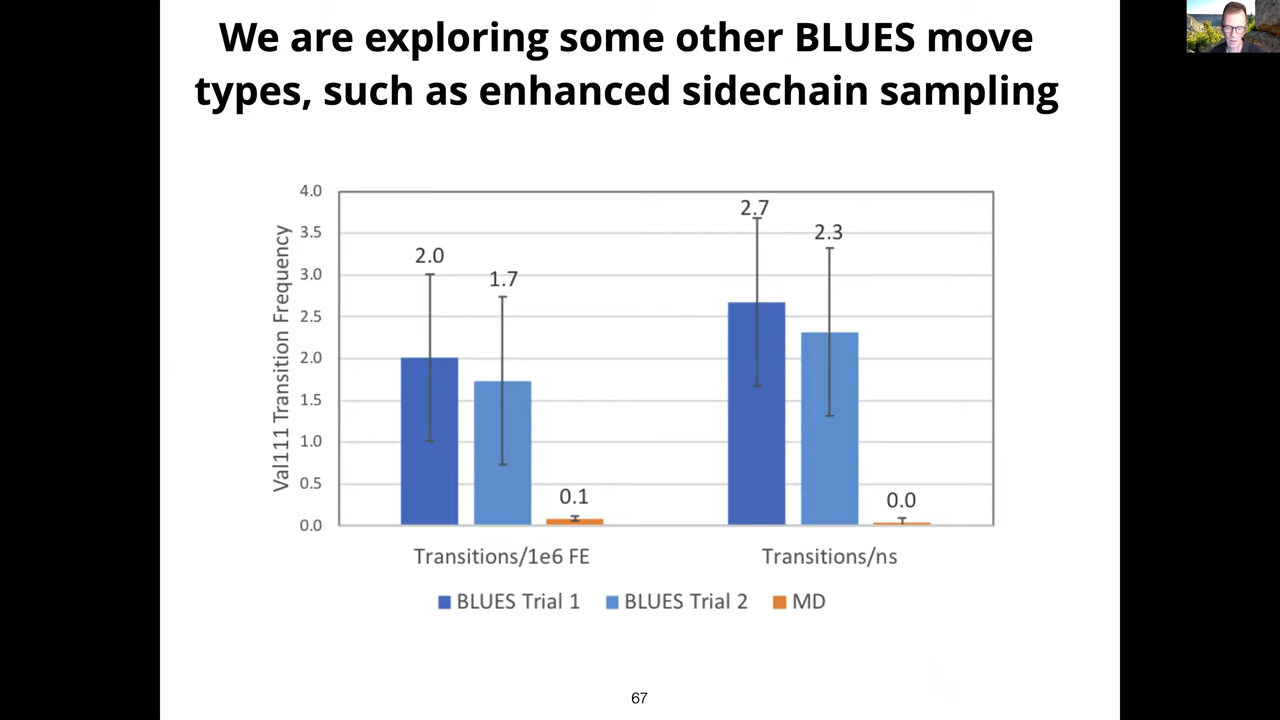 We are exploring some other BLUES move
types, such as enhanced sidechain sampling
Val111 Transition Frequency
4.0
3.5
3.0
2.5
2.0
1.5
1.0
0.5
0.0
2.0
1.7
0.1
2.7
2.3
0.0
Transitions/1e6 FE
Transitions/ns
BLUES Trial 1 BLUES Trial 2 MD
67